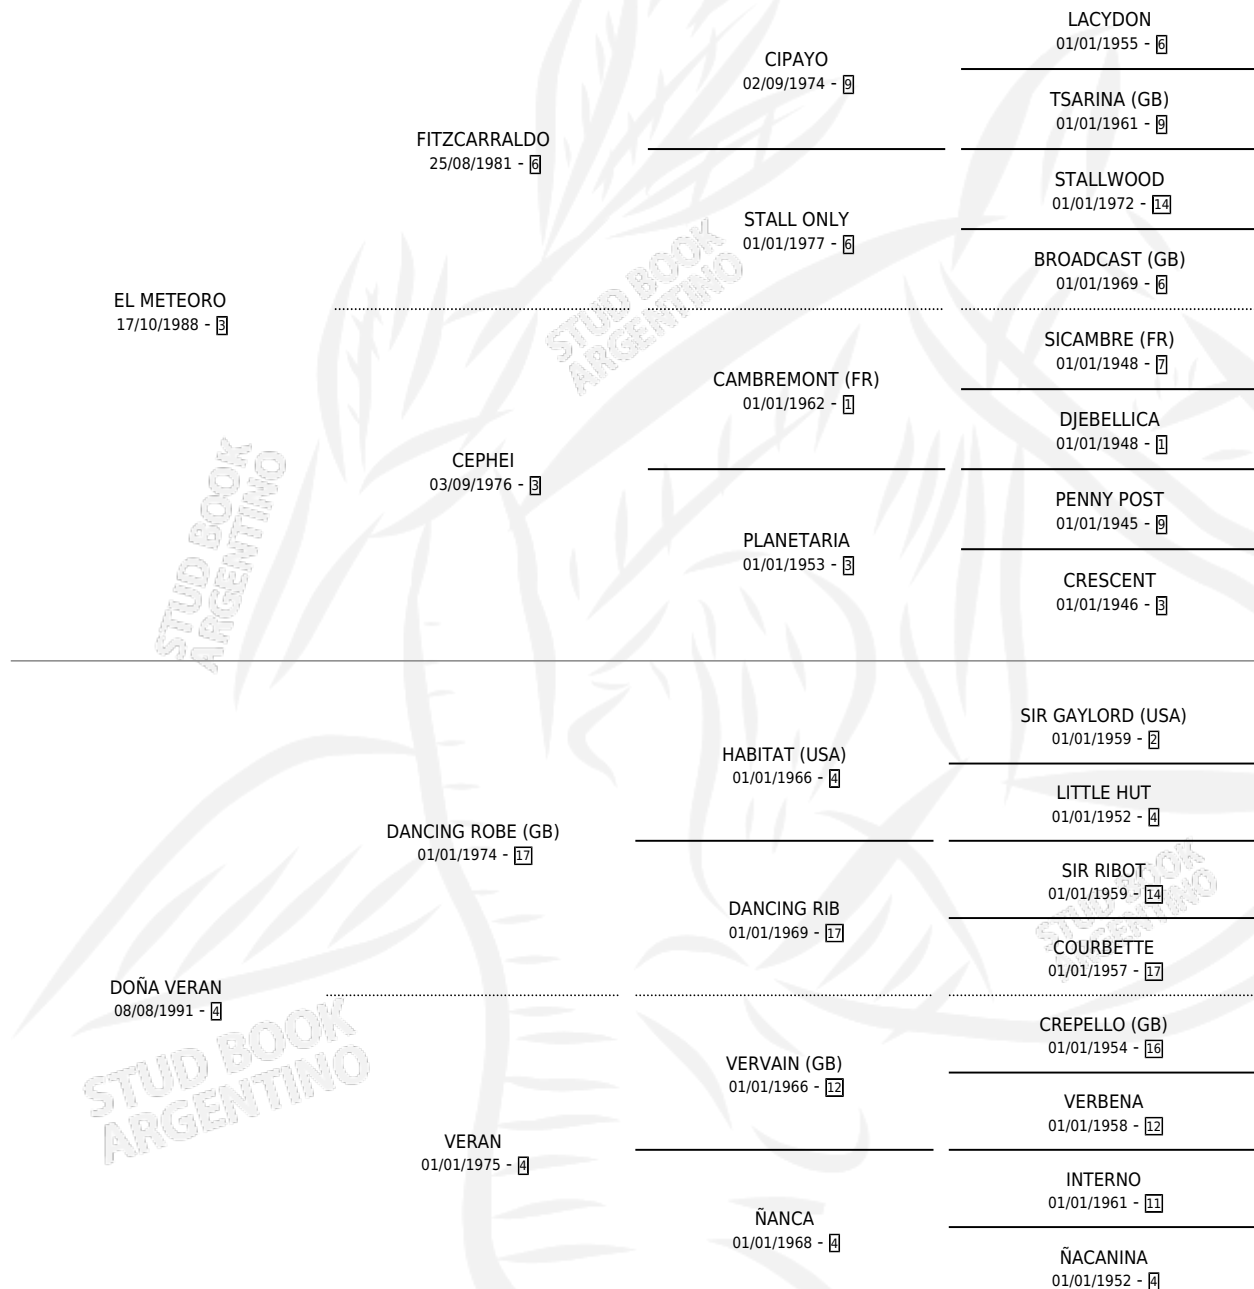 LACYDON
01/01/1955 - 6
CIPAYO
02/09/1974 - 9
TSARINA (GB)
01/01/1961 - 9
FITZCARRALDO
25/08/1981 - 6
STALLWOOD
01/01/1972 - 14
STALL ONLY
01/01/1977 - 6
BROADCAST (GB)
01/01/1969 - 6
EL METEORO
17/10/1988 - 3
SICAMBRE (FR)
01/01/1948 - 7
CAMBREMONT (FR)
01/01/1962 - 1
DJEBELLICA
01/01/1948 - 1
CEPHEI
03/09/1976 - 3
PENNY POST
01/01/1945 - 9
PLANETARIA
01/01/1953 - 3
CRESCENT
01/01/1946 - 3
SIR GAYLORD (USA)
01/01/1959 - 2
HABITAT (USA)
01/01/1966 - 4
LITTLE HUT
01/01/1952 - 4
DANCING ROBE (GB)
01/01/1974 - 17
SIR RIBOT
01/01/1959 - 14
DANCING RIB
01/01/1969 - 17
COURBETTE
01/01/1957 - 17
DOÑA VERAN
08/08/1991 - 4
CREPELLO (GB)
01/01/1954 - 16
VERVAIN (GB)
01/01/1966 - 12
VERBENA
01/01/1958 - 12
VERAN
01/01/1975 - 4
INTERNO
01/01/1961 - 11
ÑANCA
01/01/1968 - 4
ÑACANINA
01/01/1952 - 4
STUD BOOK
ARGENTINO
STUD BOOK
ARGENTINO
STUD BOOK
ARGENTINO
STUD BOOK
ARGENTINO